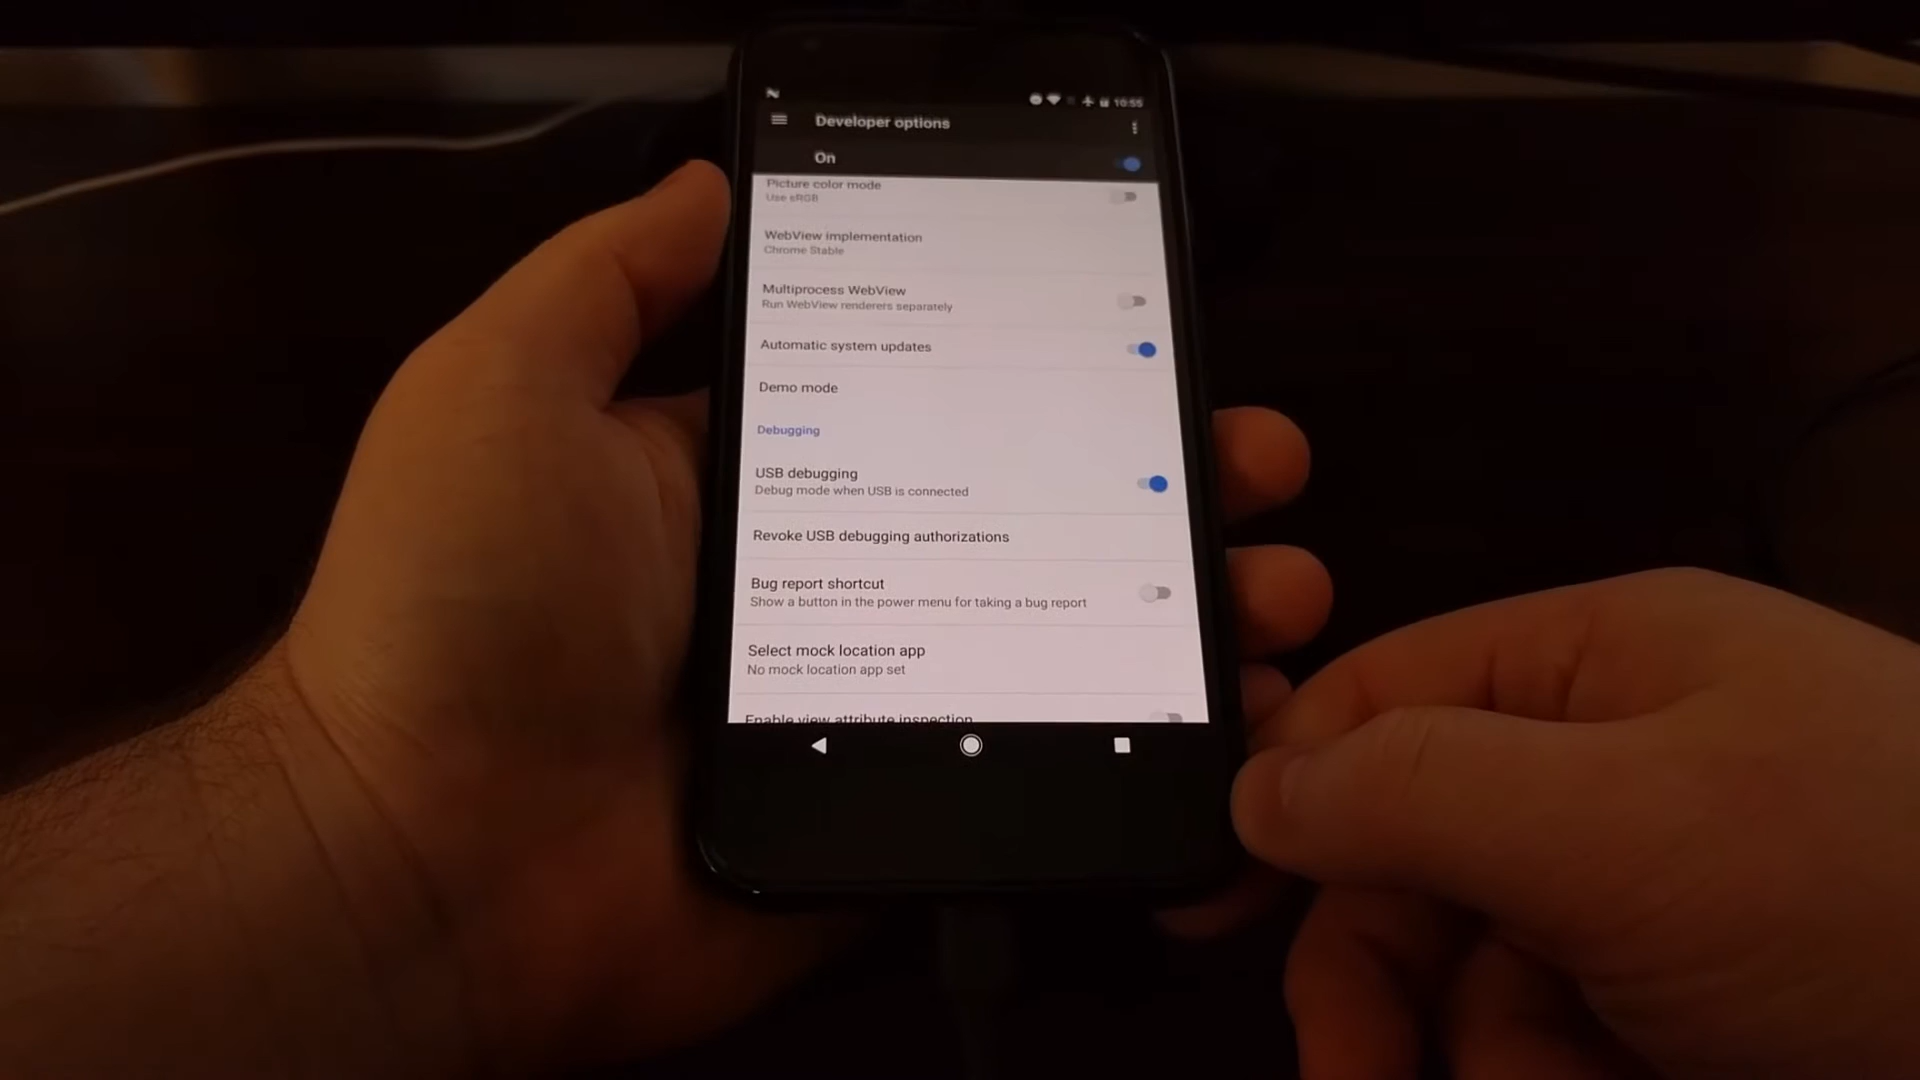 10:55
Developer options
On
Picture color mode
Use sRGB
WebView implementation
Chrome Stable
Multiprocess WebView
Run WebView renderers separately
Automatic system updates
Demo mode
Debugging
USB debugging
Debug mode when USB is connected
Revoke USB debugging authorizations
Bug report shortcut
Show a button in the power menu for taking a bug report
Select mock location app
No mock location app set
Enable view attribute inspection